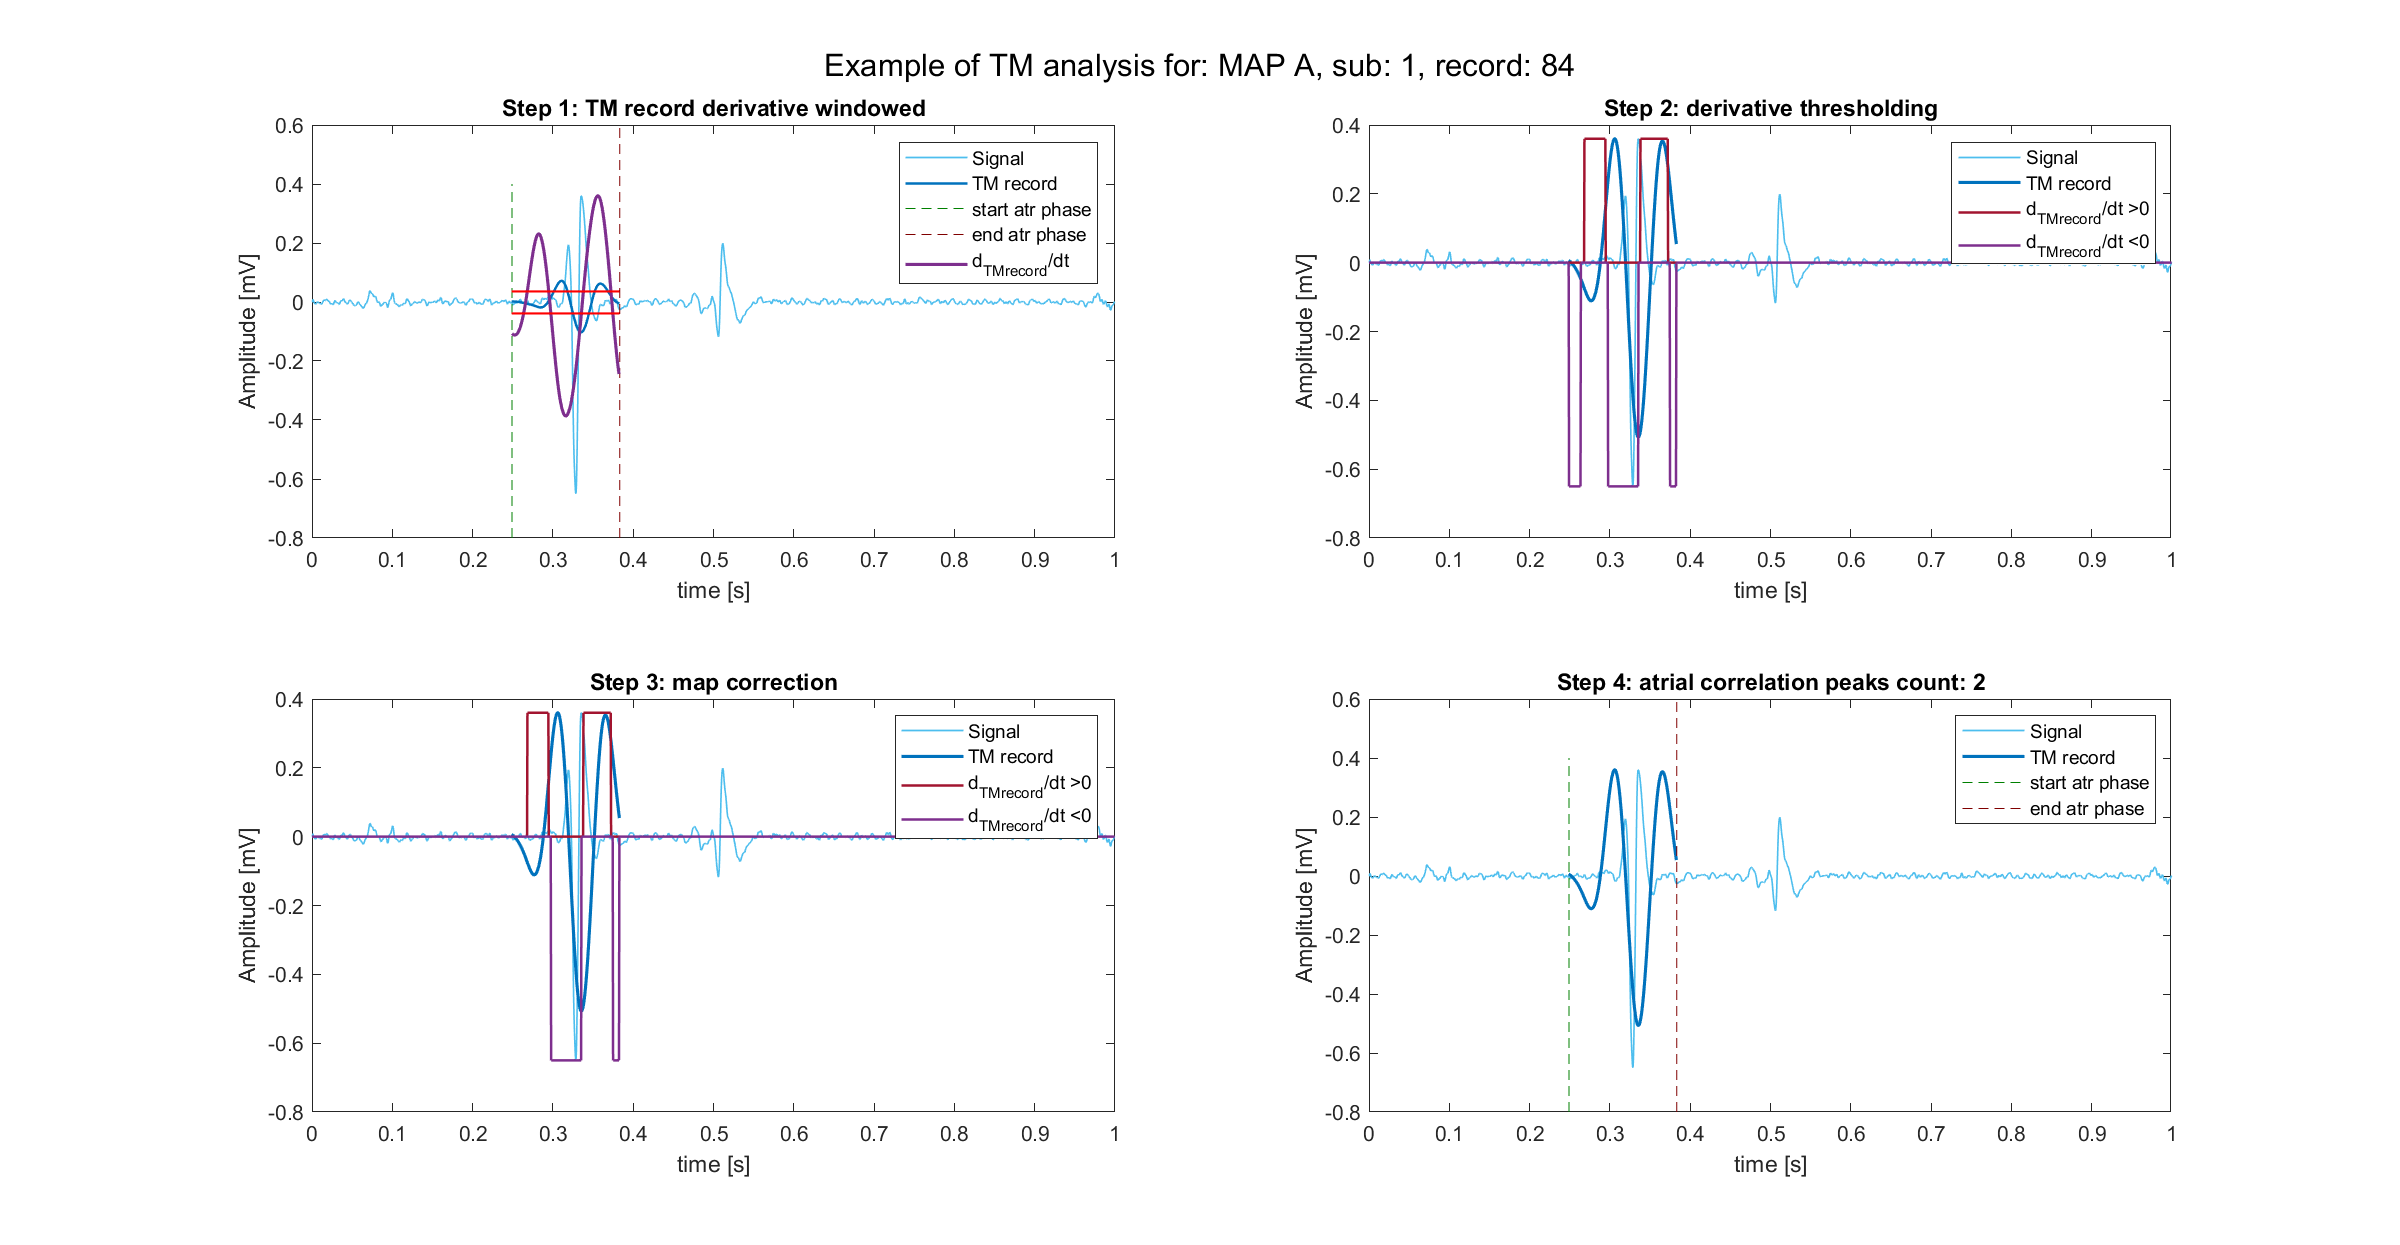 Example of TM analysis for: MAP A, sub: 1, record: 84
Step 1: TM record derivative windowed
0.6
0.4
0.2
0
-0.2
-0.4
-0.6
-0.8
Amplitude [mV]
0 0.1 0.2 0.3 0.4 0.5 0.6 0.7 0.8 0.9 1
time [s]
Signal
TM record
start atr phase
end atr phase
d_TMrecord/dt
Step 2: derivative thresholding
0.4
0.2
0
-0.2
-0.4
-0.6
-0.8
Amplitude [mV]
0 0.1 0.2 0.3 0.4 0.5 0.6 0.7 0.8 0.9 1
time [s]
Signal
TM record
d_TMrecord/dt >0
d_TMrecord/dt <0
Step 3: map correction
0.4
0.2
0
-0.2
-0.4
-0.6
-0.8
Amplitude [mV]
0 0.1 0.2 0.3 0.4 0.5 0.6 0.7 0.8 0.9 1
time [s]
Signal
TM record
d_TMrecord/dt >0
d_TMrecord/dt <0
Step 4: atrial correlation peaks count: 2
0.6
0.4
0.2
0
-0.2
-0.4
-0.6
-0.8
Amplitude [mV]
0 0.1 0.2 0.3 0.4 0.5 0.6 0.7 0.8 0.9 1
time [s]
Signal
TM record
start atr phase
end atr phase